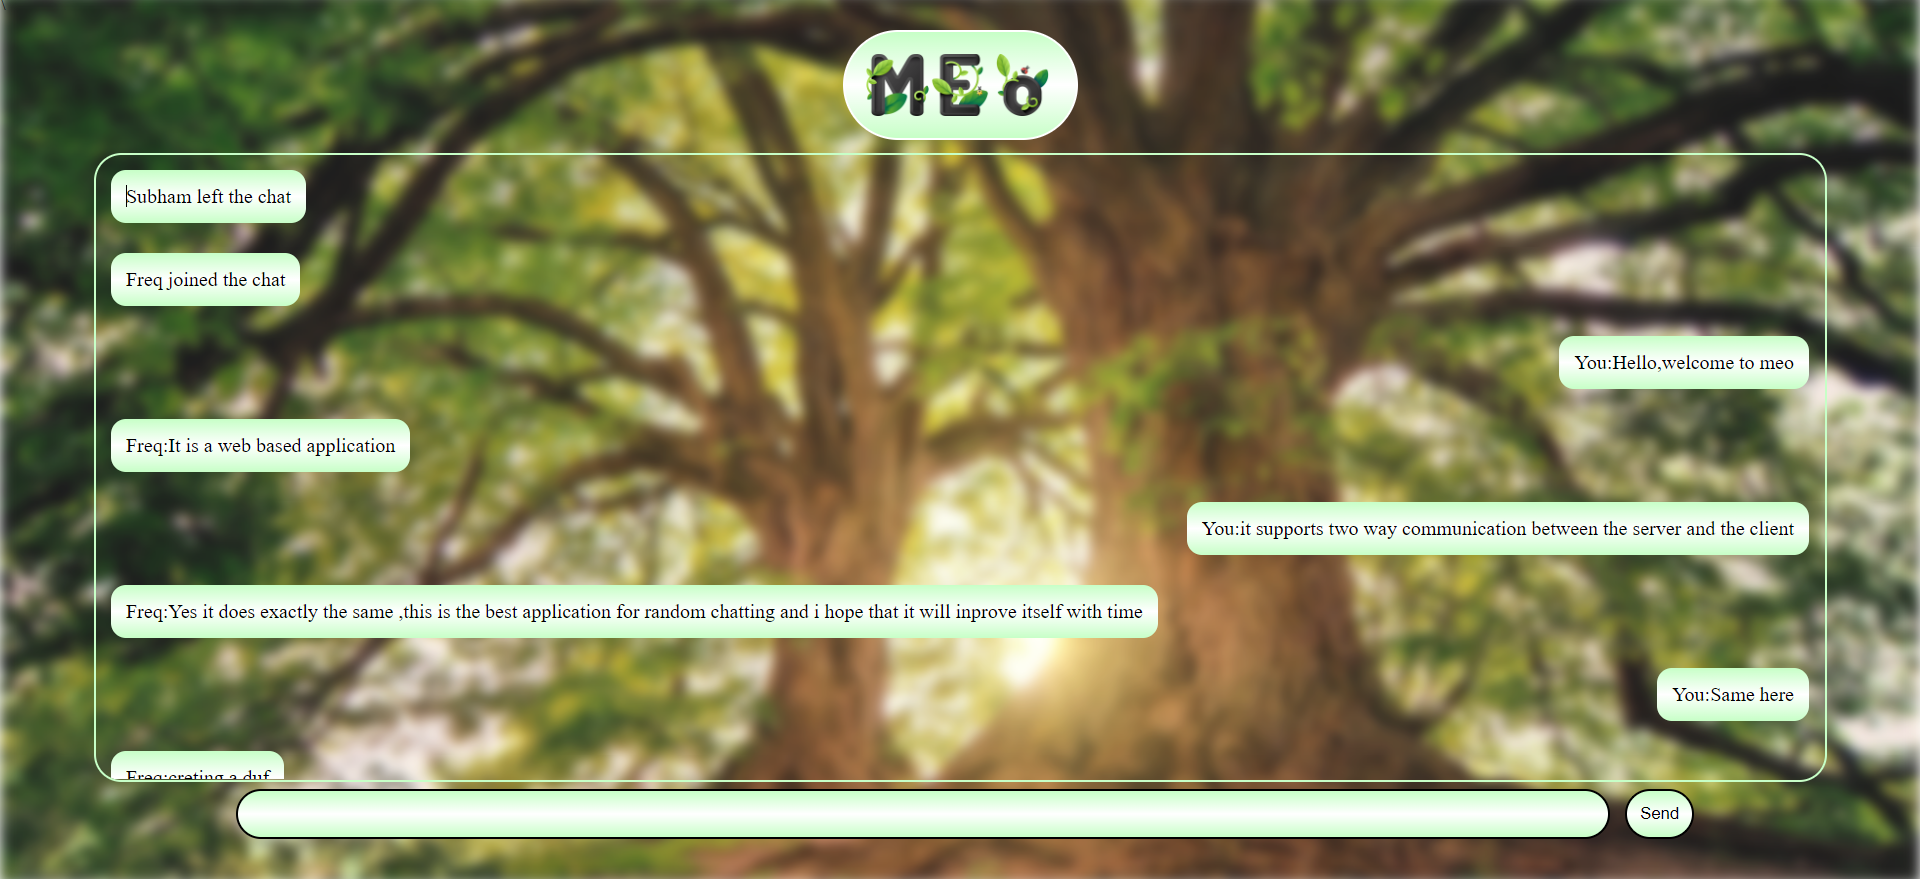 \
MEo
Subham left the chat
Freq joined the chat
You:Hello,welcome to meo
Freq:It is a web based application
You:it supports two way communication between the server and the client
Freq:Yes it does exactly the same ,this is the best application for random chatting and i hope that it will inprove itself with time
You:Same here
Freq:creting a duf
Send